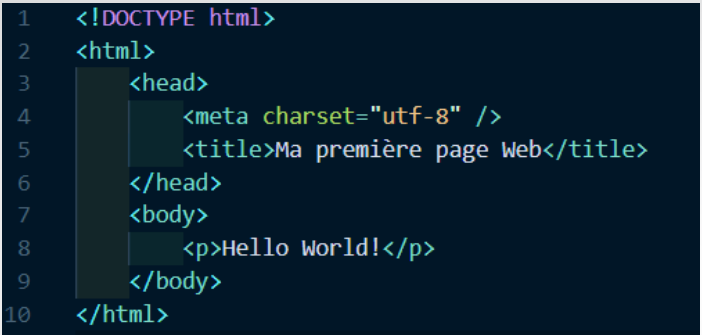 1 <!DOCTYPE html>
2 <html>
3 <head>
4 <meta charset="utf-8" />
5 <title>Ma première page Web</title>
6 </head>
7 <body>
8 <p>Hello World!</p>
9 </body>
10 </html>